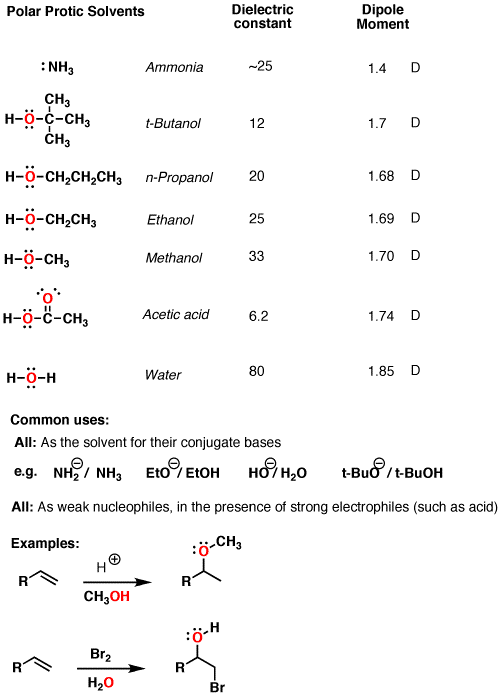 Polar Protic Solvents Dielectric constant Dipole Moment
:NH3 Ammonia ~25 1.4 D
CH3
H-O-C-CH3 t-Butanol 12 1.7 D
CH3
H-O-CH2CH2CH3 n-Propanol 20 1.68 D
H-O-CH2CH3 Ethanol 25 1.69 D
H-O-CH3 Methanol 33 1.70 D
O
H-O-C-CH3 Acetic acid 6.2 1.74 D
H-O-H Water 80 1.85 D
Common uses:
All: As the solvent for their conjugate bases
e.g. NH2⊖/ NH3 EtO⊖/ EtOH HO⊖/ H2O t-BuO⊖/ t-BuOH
All: As weak nucleophiles, in the presence of strong electrophiles (such as acid)
Examples:
R H⊕ CH3OH R O CH3
R Br2 H2O R O H Br